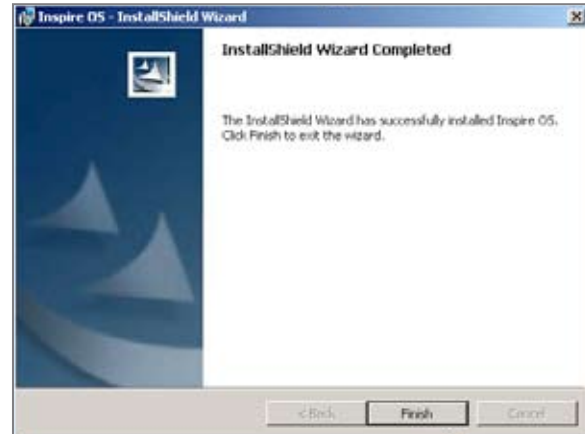 Inspire OS - InstallShield Wizard
InstallShield Wizard Completed
The InstallShield Wizard has successfully installed Inspire OS.
Click Finish to exit the wizard.
< Back
Finish
Cancel